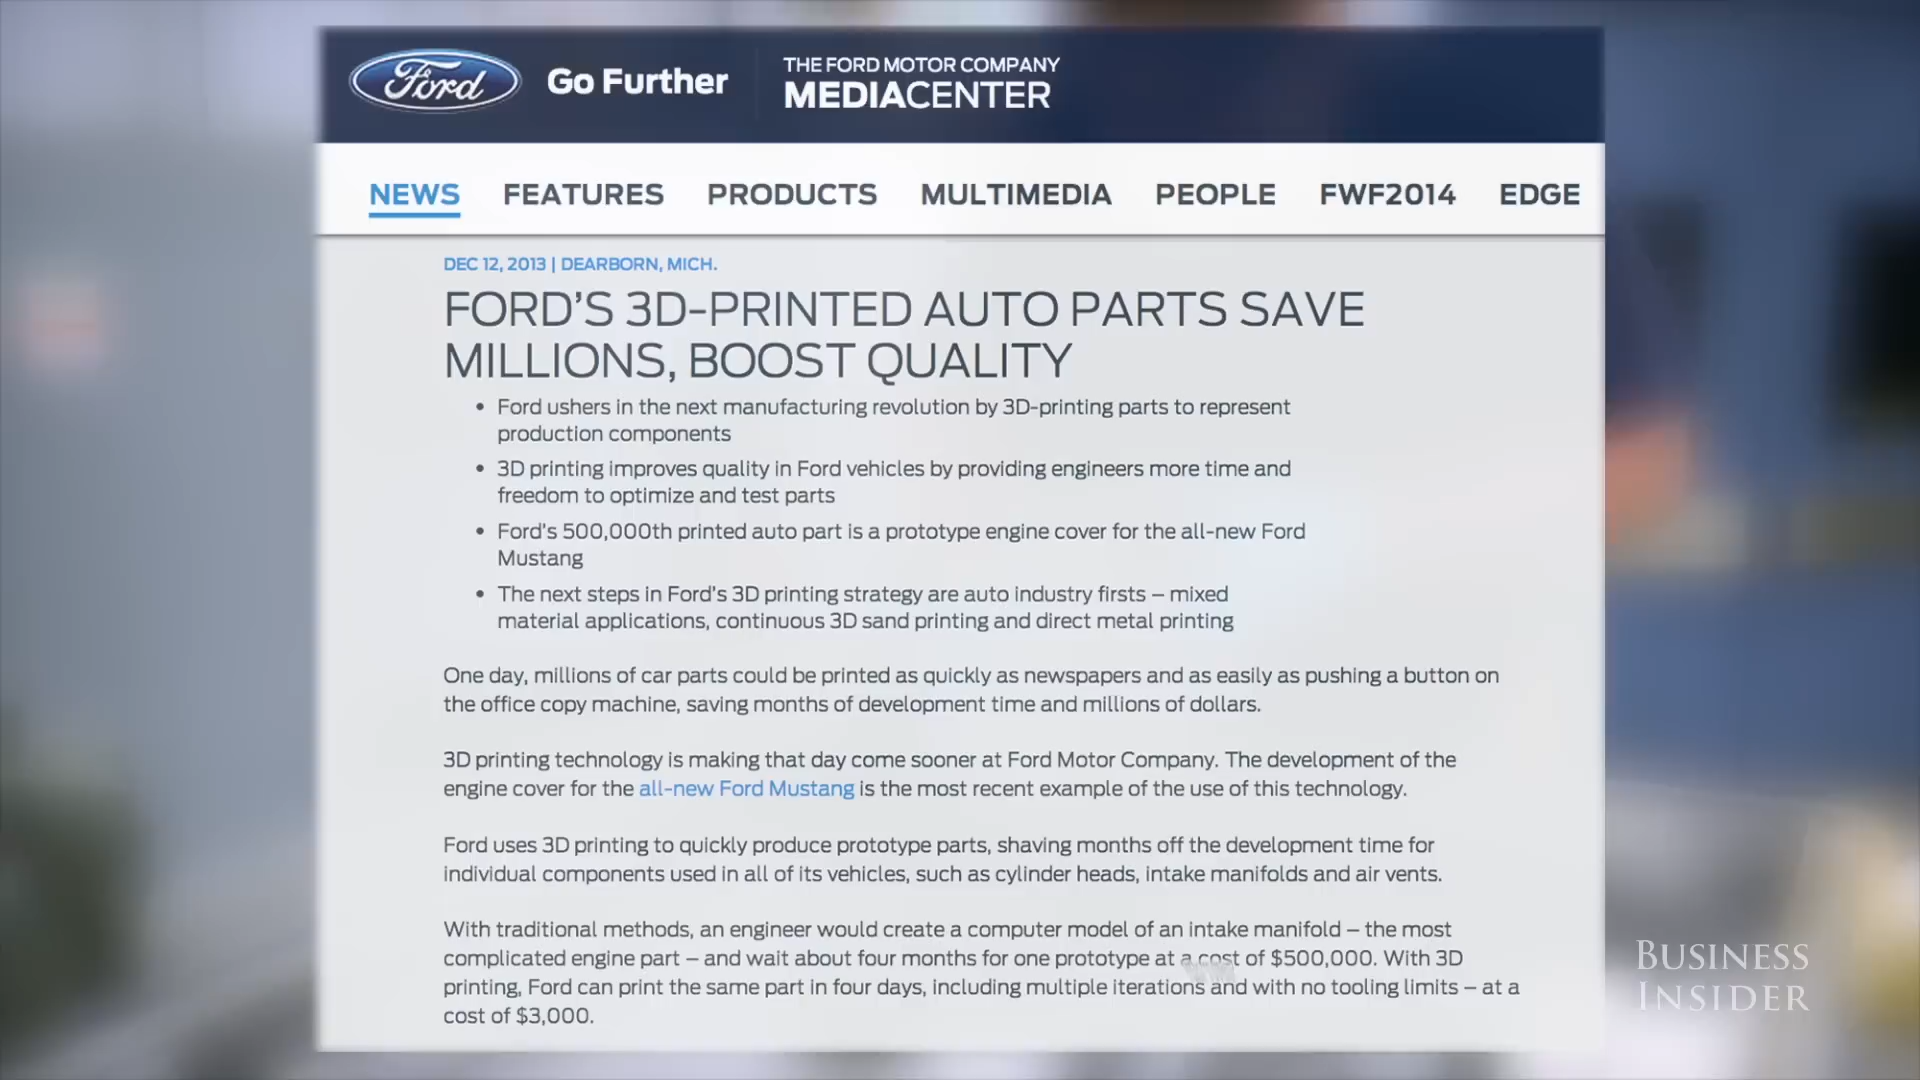 Ford Go Further THE FORD MOTOR COMPANY
MEDIACENTER
NEWS FEATURES PRODUCTS MULTIMEDIA PEOPLE FWF2014 EDGE
DEC 12, 2013 | DEARBORN, MICH.
FORD'S 3D-PRINTED AUTO PARTS SAVE
MILLIONS, BOOST QUALITY
• Ford ushers in the next manufacturing revolution by 3D-printing parts to represent
production components
• 3D printing improves quality in Ford vehicles by providing engineers more time and
freedom to optimize and test parts
• Ford's 500,000th printed auto part is a prototype engine cover for the all-new Ford
Mustang
• The next steps in Ford's 3D printing strategy are auto industry firsts – mixed
material applications, continuous 3D sand printing and direct metal printing
One day, millions of car parts could be printed as quickly as newspapers and as easily as pushing a button on
the office copy machine, saving months of development time and millions of dollars.
3D printing technology is making that day come sooner at Ford Motor Company. The development of the
engine cover for the all-new Ford Mustang is the most recent example of the use of this technology.
Ford uses 3D printing to quickly produce prototype parts, shaving months off the development time for
individual components used in all of its vehicles, such as cylinder heads, intake manifolds and air vents.
With traditional methods, an engineer would create a computer model of an intake manifold – the most
complicated engine part – and wait about four months for one prototype at a cost of $500,000. With 3D
printing, Ford can print the same part in four days, including multiple iterations and with no tooling limits – at a
cost of $3,000.
BUSINESS
INSIDER